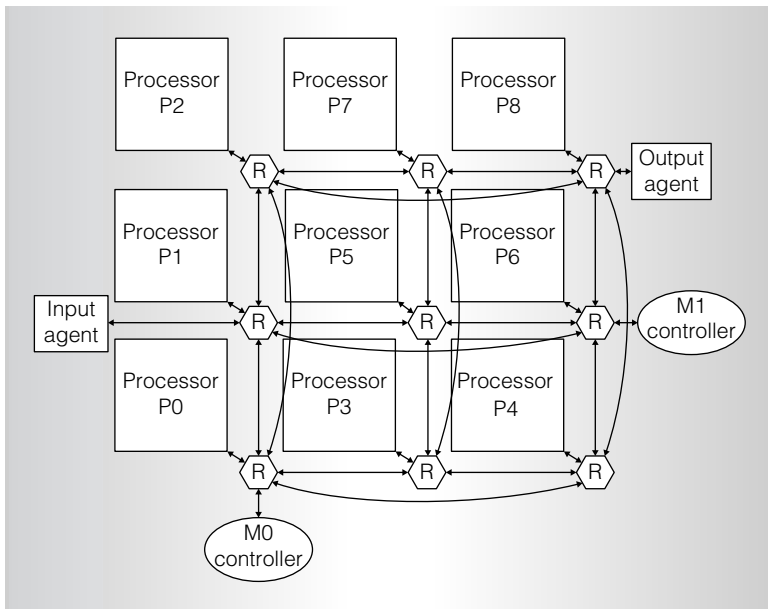 Processor
P2
Processor
P7
Processor
P8
R
R
R
Output
agent
Processor
P1
Processor
P5
Processor
P6
Input
agent
R
R
R
M1
controller
Processor
P0
Processor
P3
Processor
P4
R
R
R
M0
controller